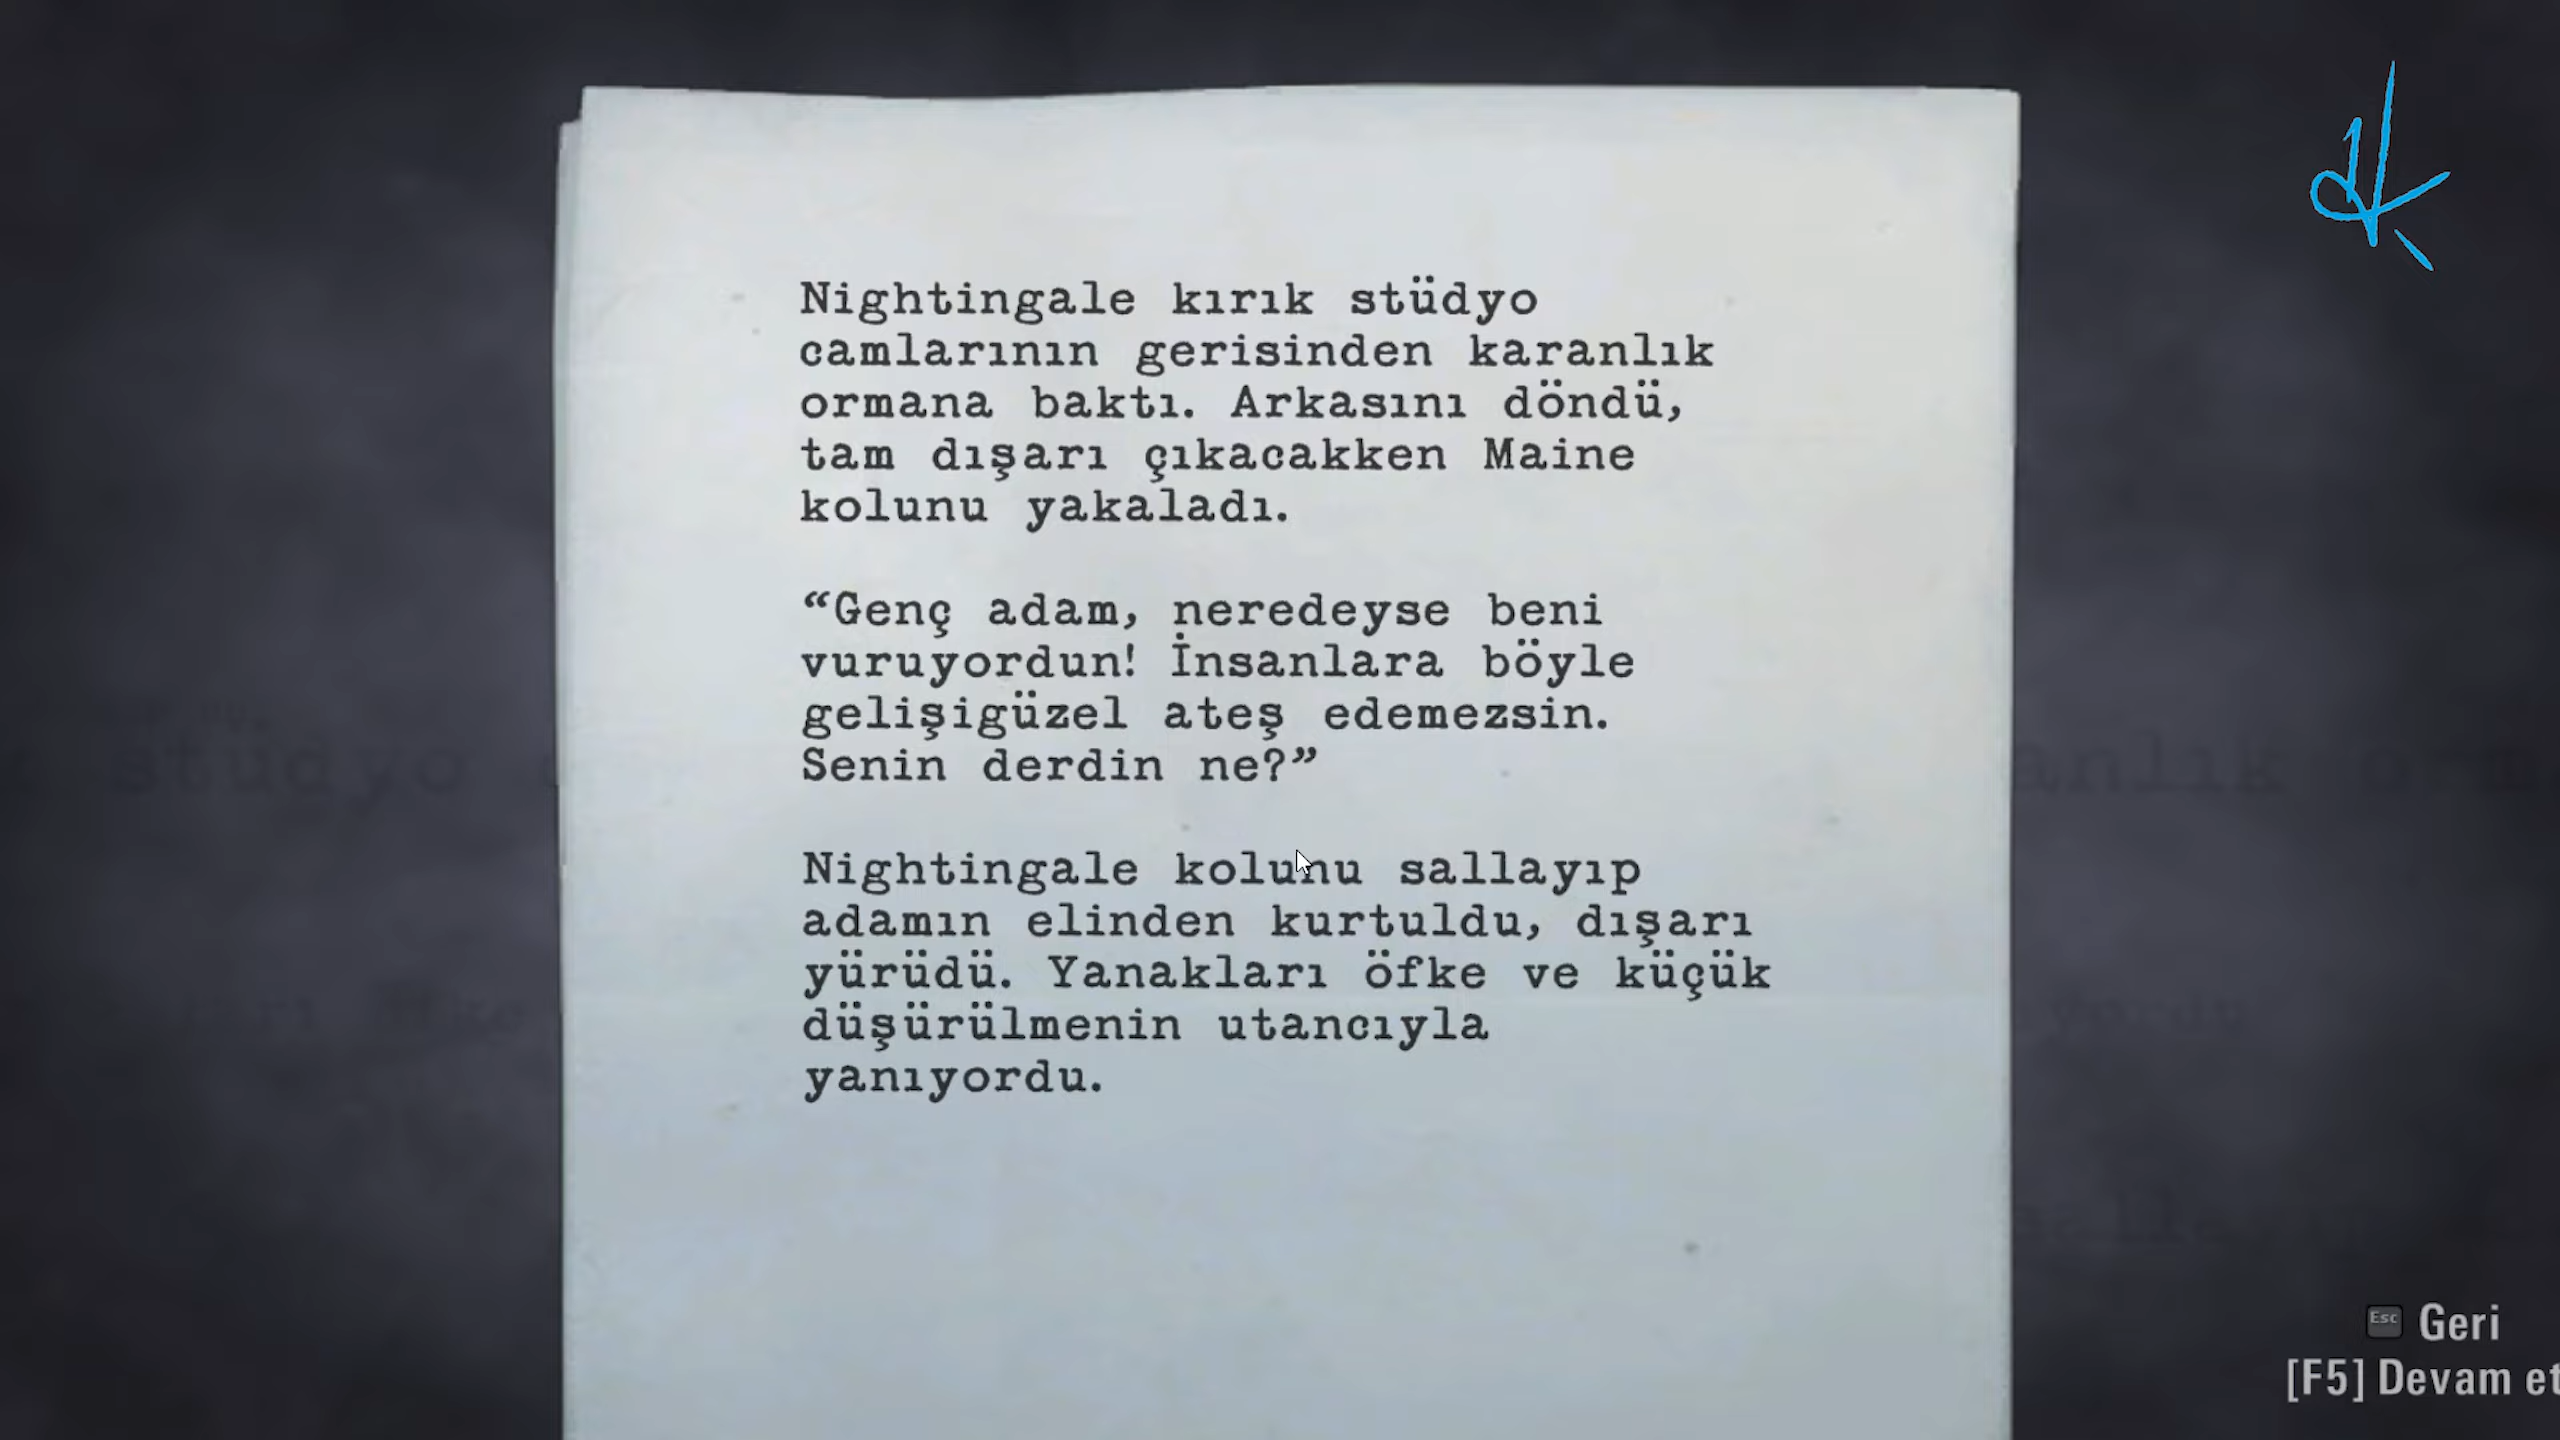 Nightingale kırık stüdyo
camlarının gerisinden karanlık
ormana baktı. Arkasını döndü,
tam dışarı çıkacakken Maine
kolunu yakaladı.
“Genç adam, neredeyse beni
vuruyordun! İnsanlara böyle
gelişigüzel ateş edemezsin.
Senin derdin ne?”
Nightingale kolunu sallayıp
adamın elinden kurtuldu, dışarı
yürüdü. Yanakları öfke ve küçük
düşürülmenin utancıyla
yanıyordu.
Esc Geri
[F5] Devam et